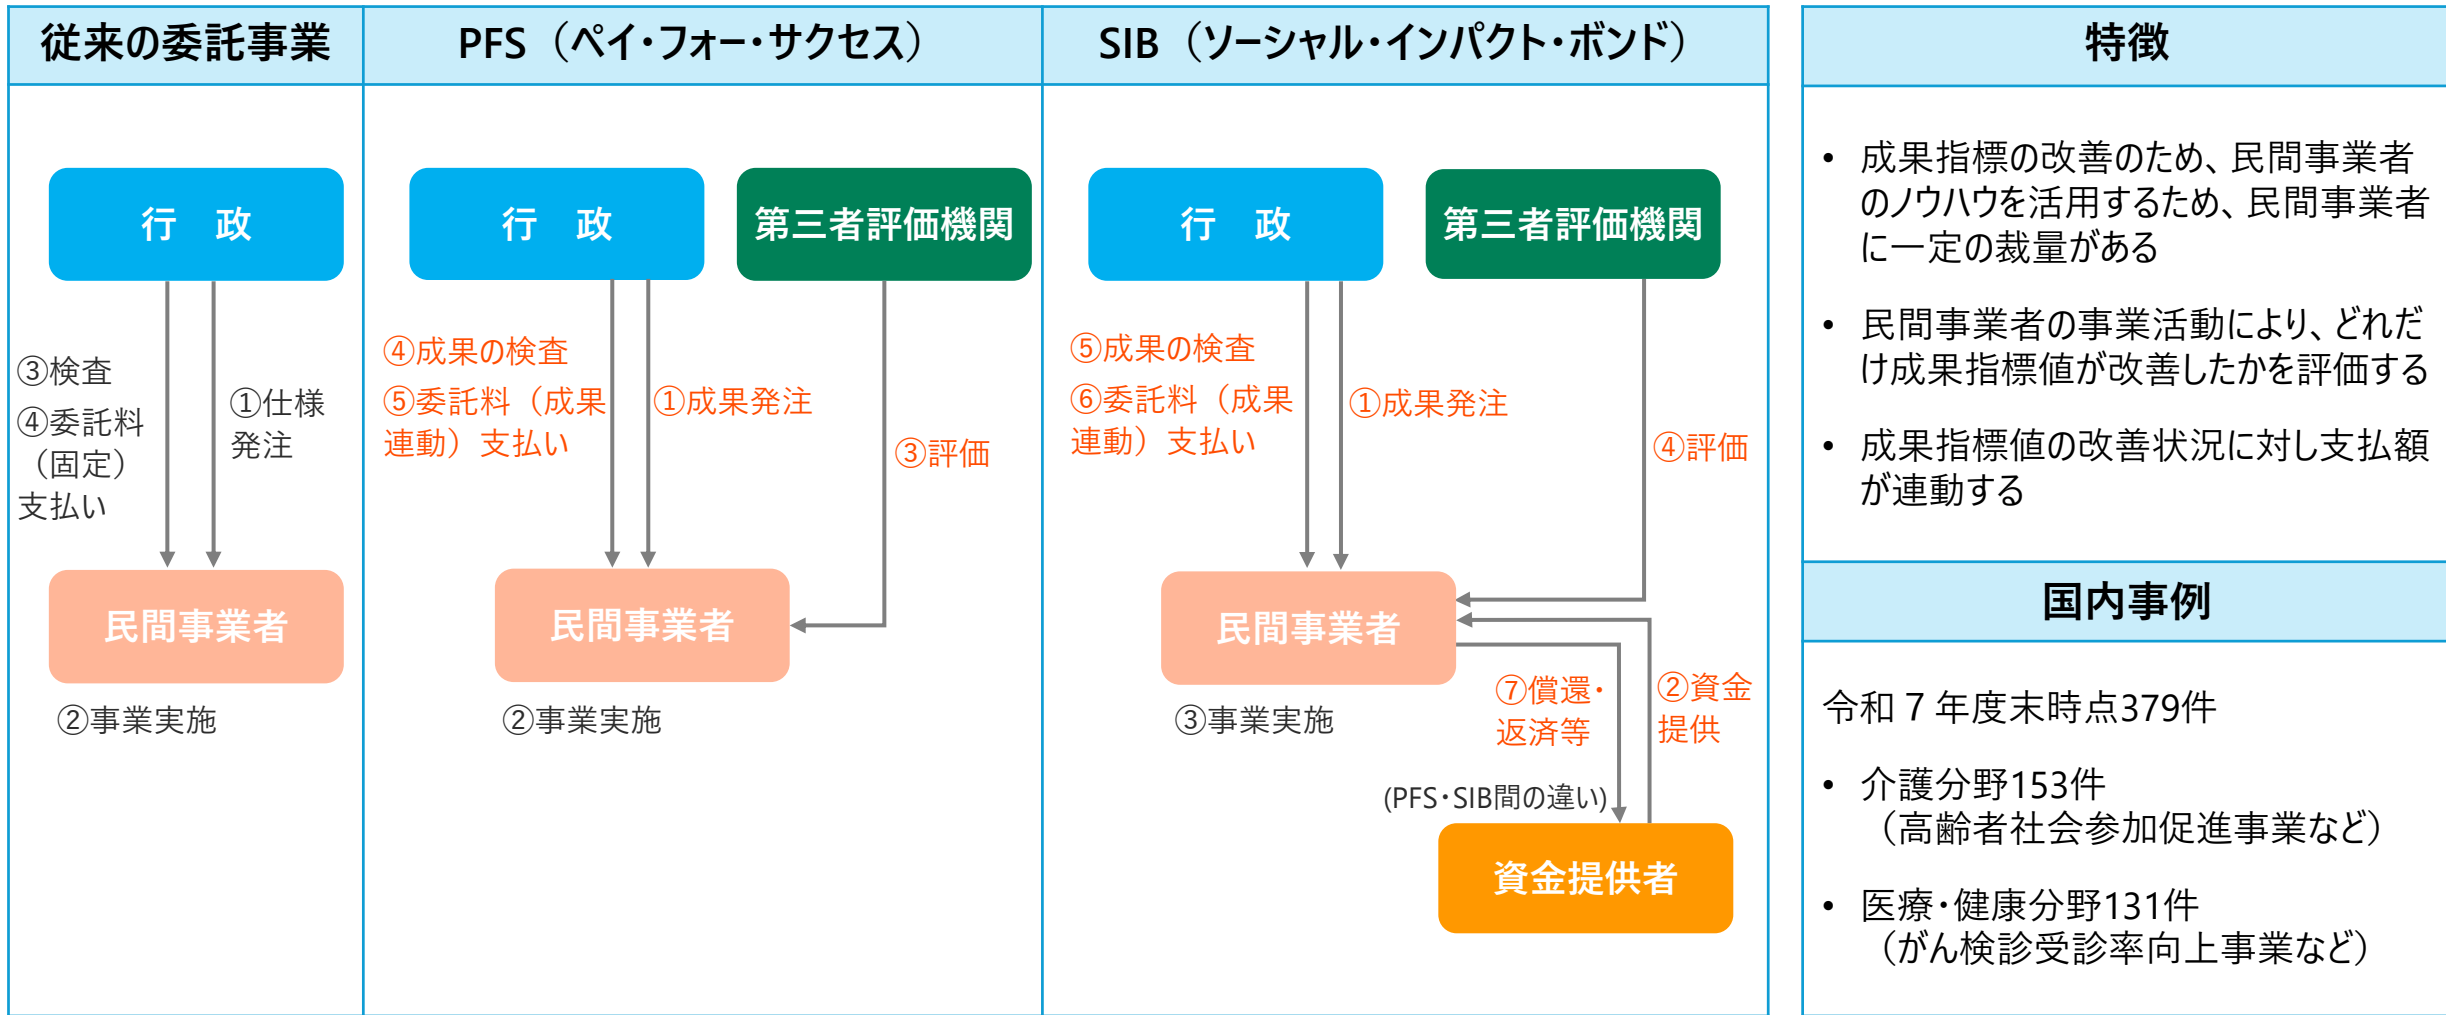 従来の委託事業
行　政
③検査
④委託料
（固定）
支払い
①仕様
発注
民間事業者
②事業実施
PFS（ペイ・フォー・サクセス）
行　政
第三者評価機関
④成果の検査
⑤委託料（成果
連動）支払い
①成果発注
③評価
民間事業者
②事業実施
SIB（ソーシャル・インパクト・ボンド）
行　政
第三者評価機関
⑤成果の検査
⑥委託料（成果
連動）支払い
①成果発注
④評価
民間事業者
③事業実施
⑦償還・
返済等
②資金
提供
(PFS・SIB間の違い)
資金提供者
特徴
• 成果指標の改善のため、民間事業者
のノウハウを活用するため、民間事業者
に一定の裁量がある
• 民間事業者の事業活動により、どれだ
け成果指標値が改善したかを評価する
• 成果指標値の改善状況に対し支払額
が連動する
国内事例
令和７年度末時点379件
• 介護分野153件
（高齢者社会参加促進事業など）
• 医療・健康分野131件
（がん検診受診率向上事業など）